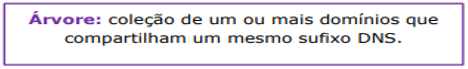 Árvore: coleção de um ou mais domínios que
compartilham um mesmo sufixo DNS.